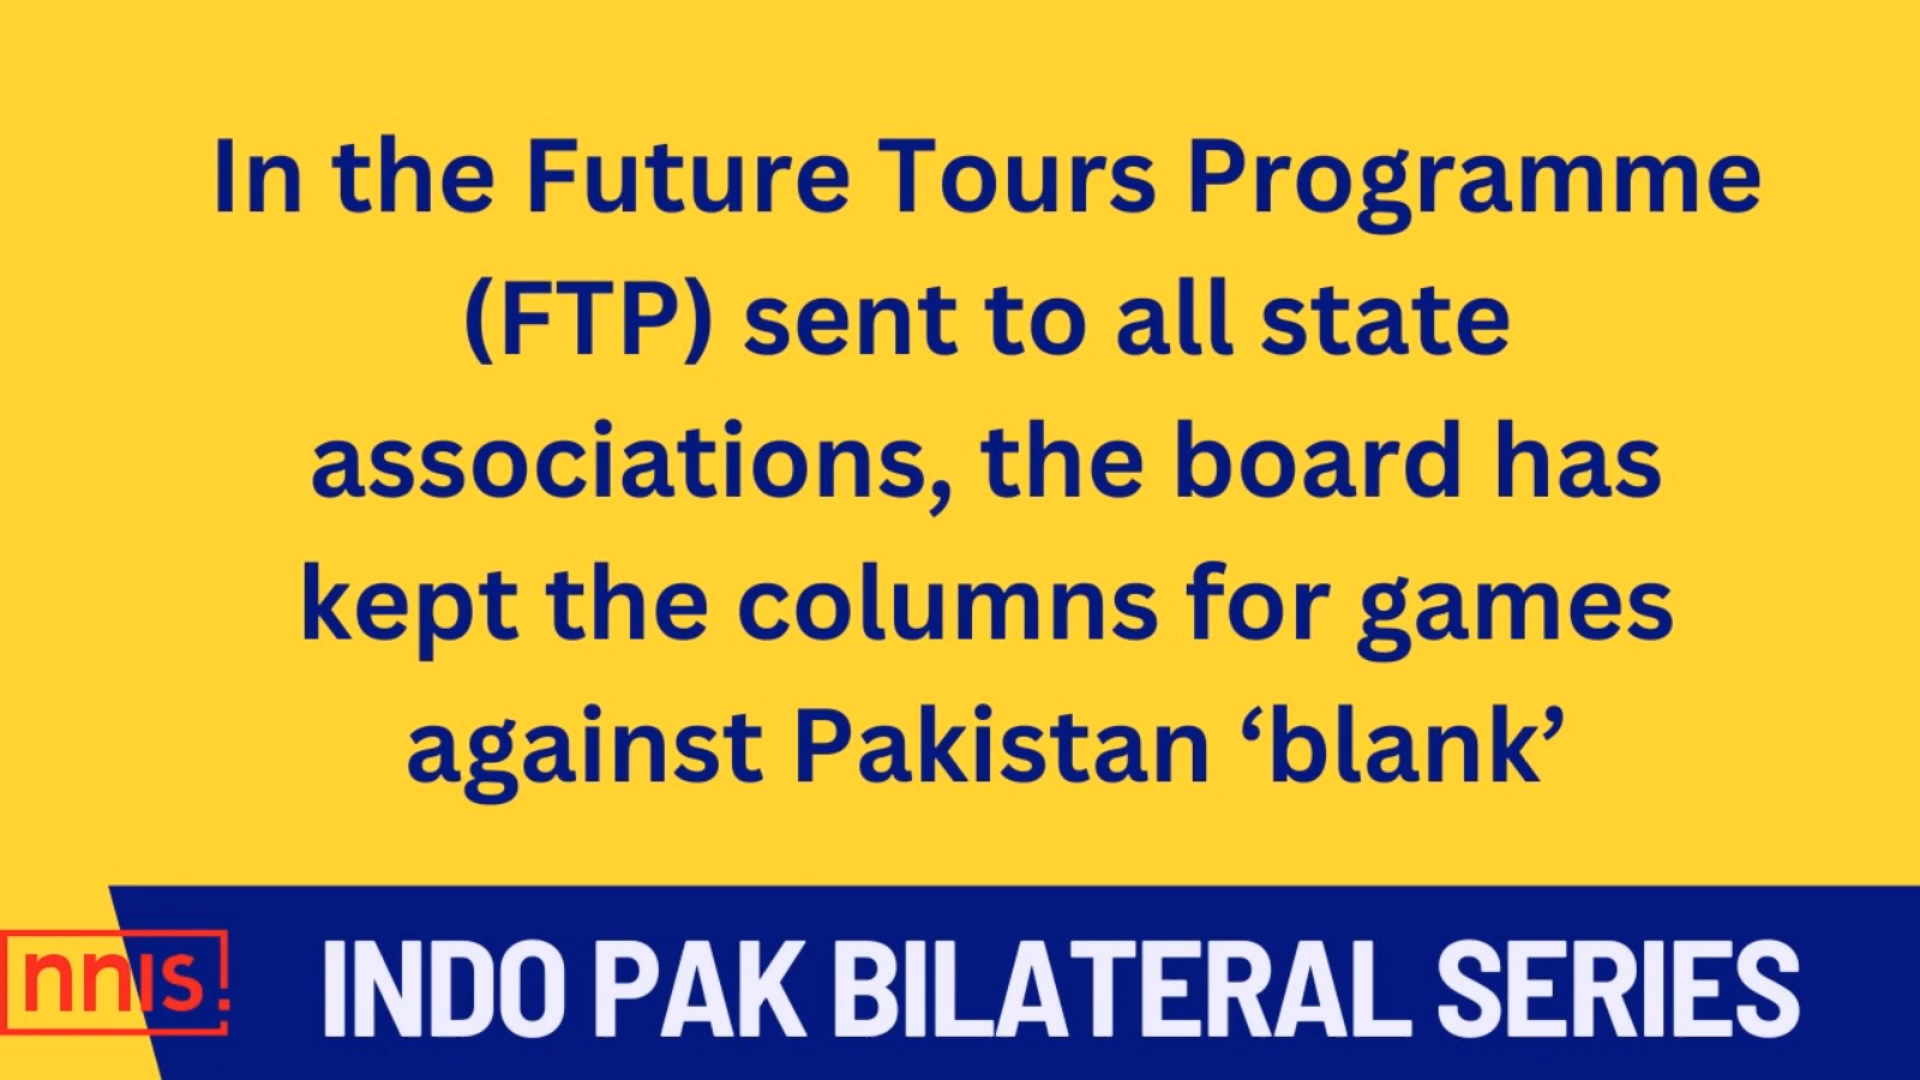 In the Future Tours Programme
(FTP) sent to all state
associations, the board has
kept the columns for games
against Pakistan ‘blank’
nnis!
INDO PAK BILATERAL SERIES